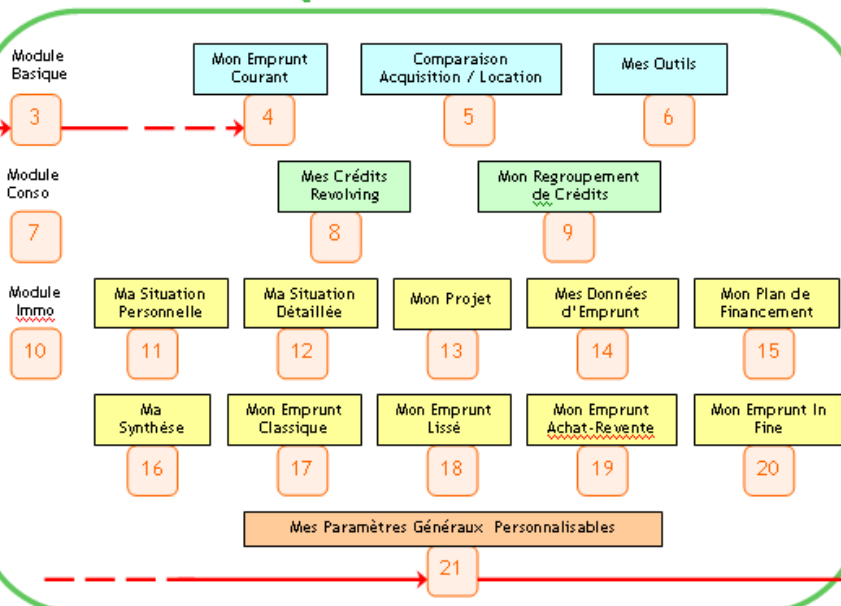 Module
Basique
Mon Emprunt
Courant
Comparaison
Acquisition / Location
Mes Outils
3
4
5
6
Module
Conso
Mes Crédits
Revolving
Mon Regroupement
de Crédits
7
8
9
Module
Immo
Ma Situation
Personnelle
Ma Situation
Détaillée
Mon Projet
Mes Données
d'Emprunt
Mon Plan de
Financement
10
11
12
13
14
15
Ma
Synthése
Mon Emprunt
Classique
Mon Emprunt
Lissé
Mon Emprunt
Achat-Revente
Mon Emprunt In
Fine
16
17
18
19
20
Mes Paramètres Généraux Personnalisables
21